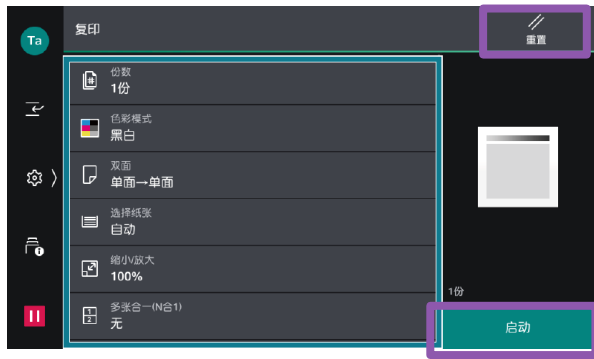 Ta
复印
重置
份数
1份
色彩模式
黑白
双面
单面→单面
选择纸张
自动
缩小/放大
100%
多张合一(N合1)
无
1份
启动